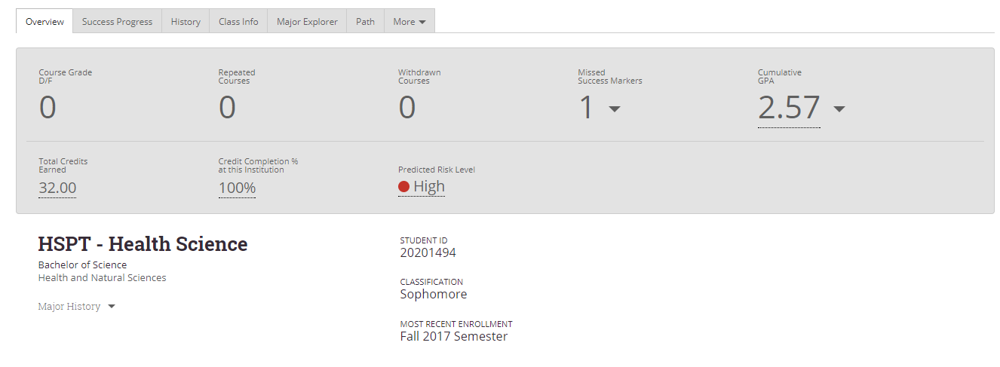 Overview Success Progress History Class Info Major Explorer Path More
Course Grade
D/F
0
Repeated
Courses
0
Withdrawn
Courses
0
Missed
Success Markers
1
Cumulative
GPA
2.57
Total Credits
Earned
32.00
Credit Completion %
at this Institution
100%
Predicted Risk Level
High
HSPT - Health Science
Bachelor of Science
Health and Natural Sciences
Major History
STUDENT ID
20201494
CLASSIFICATION
Sophomore
MOST RECENT ENROLLMENT
Fall 2017 Semester